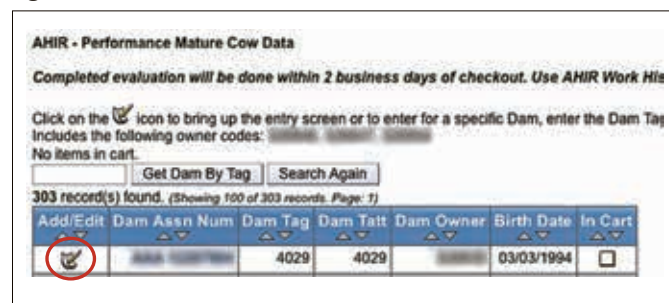 AHIR - Performance Mature Cow Data
Completed evaluation will be done within 2 business days of checkout. Use AHIR Work His
Click on the icon to bring up the entry screen or to enter for a specific Dam, enter the Dam Tag
Includes the following owner codes:
No items in cart.
Get Dam By Tag Search Again
303 record(s) found. (Showing 100 of 303 records. Page: 1)
Add/Edit Dam Assn Num Dam Tag Dam Tatt Dam Owner Birth Date In Cart
4029 4029 03/03/1994